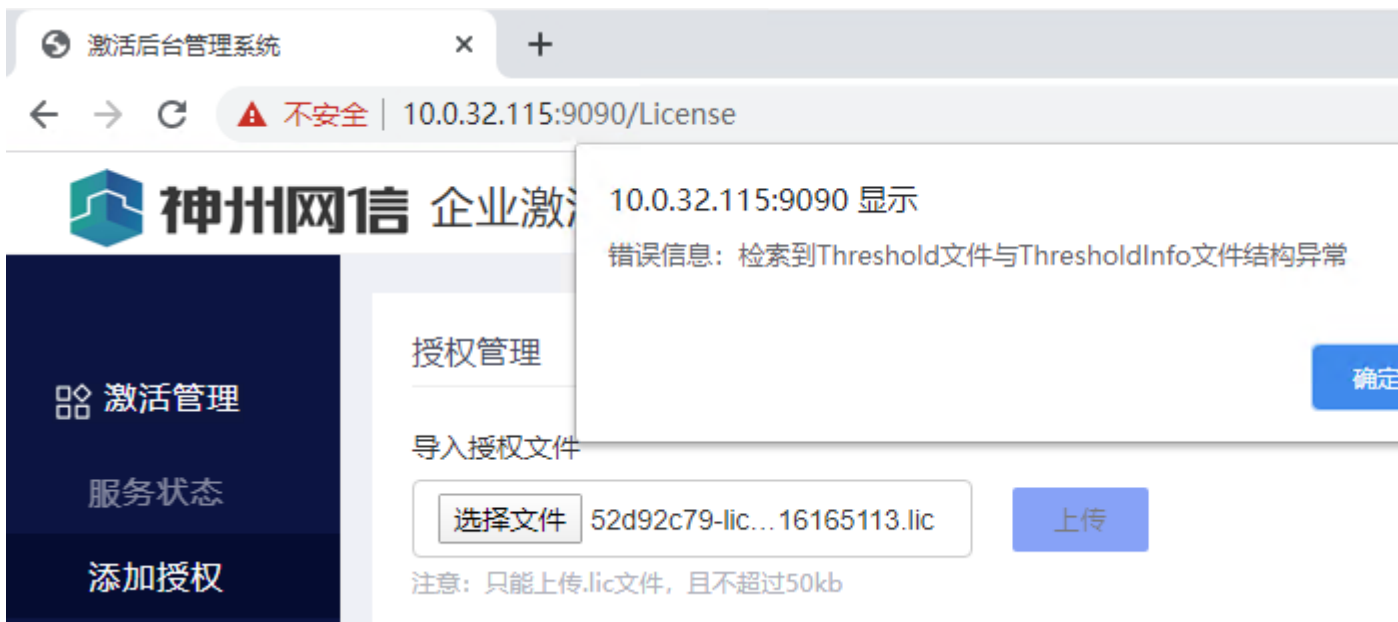 激活后台管理系统
不安全 | 10.0.32.115:9090/License
神州网信 企业激
10.0.32.115:9090 显示
错误信息：检索到Threshold文件与ThresholdInfo文件结构异常
确定
授权管理
激活管理
导入授权文件
服务状态
选择文件 52d92c79-lic…16165113.lic 上传
添加授权
注意：只能上传.lic文件，且不超过50kb